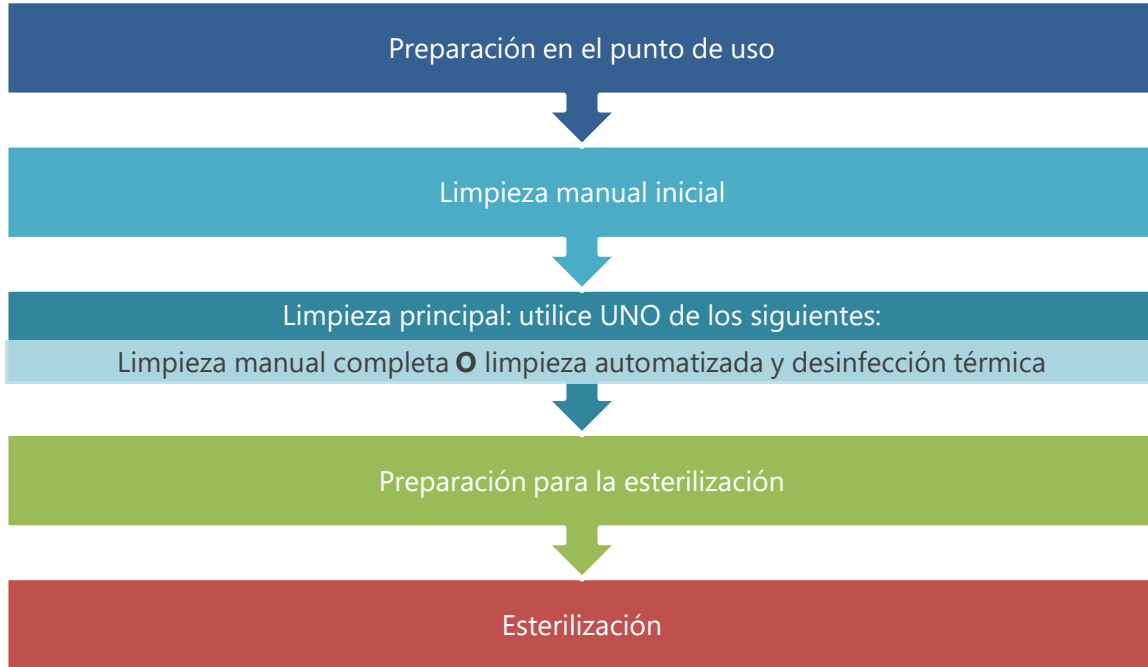 Preparación en el punto de uso
Limpieza manual inicial
Limpieza principal: utilice UNO de los siguientes:
Limpieza manual completa O limpieza automatizada y desinfección térmica
Preparación para la esterilización
Esterilización